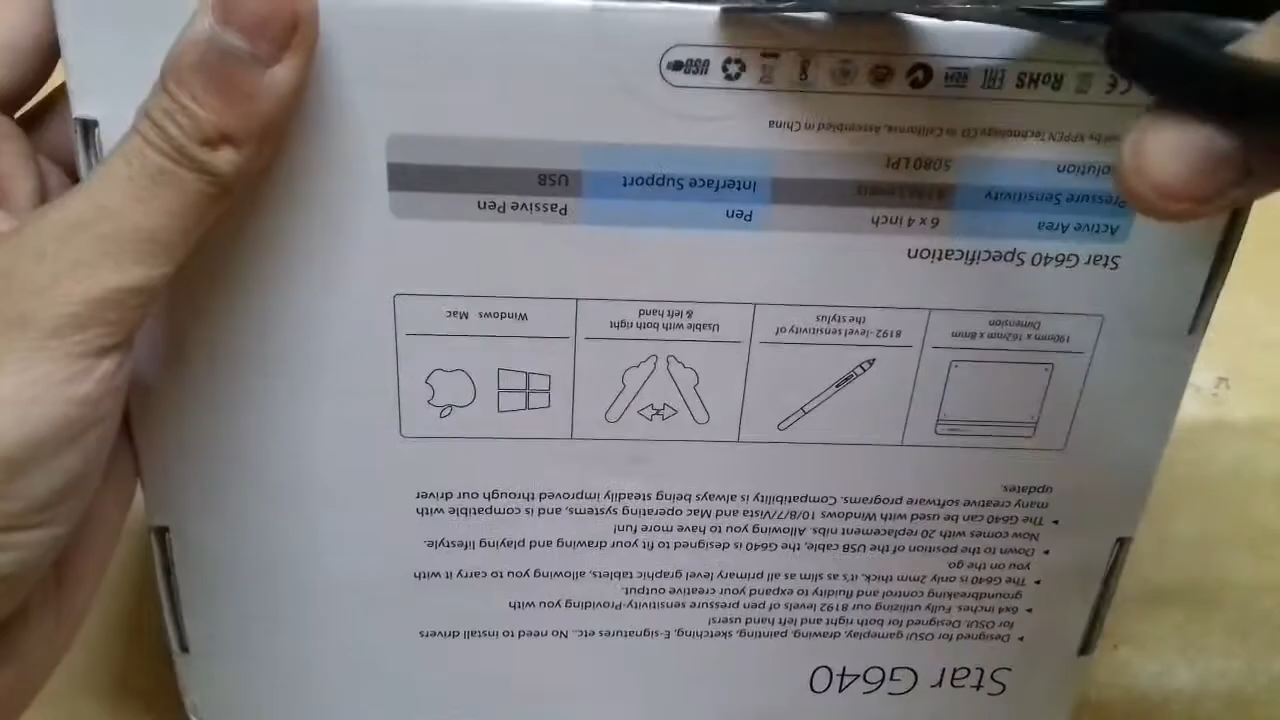 Star G640
Designed for OSU! gameplay, drawing, painting, sketching, E-signatures etc.. No need to install drivers
for OSU!. Designed for both right and left hand users!
6x4 inches. Fully utilizing our 8192 levels of pen pressure sensitivity-Providing you with
groundbreaking control and fluidity to expand your creative output.
The G640 is only 2mm thick, it's as slim as all primary level graphic tablets, allowing you to carry it with
you on the go
Down to the position of the USB cable, the G640 is designed to fit your drawing and playing lifestyle.
Now comes with 20 replacement nibs. Allowing you to have more fun!
The G640 can be used with Windows 10/8/7/Vista and Mac operating systems, and is compatible with
many creative software programs. Compatibility is always being steadily improved through our driver
updates.
190mm x 162mm x 8mm
Dimension
8192-level sensitivity of
the stylus
Usable with both right
& left hand
Windows Mac
Star G640 Specification
Active Area 6 x 4 inch Pen Passive Pen
Pressure Sensitivity Interface Support USB
5080 LPI
by XPPEN Technology CO in California, Assembled in China
CE RoHS EAC USB